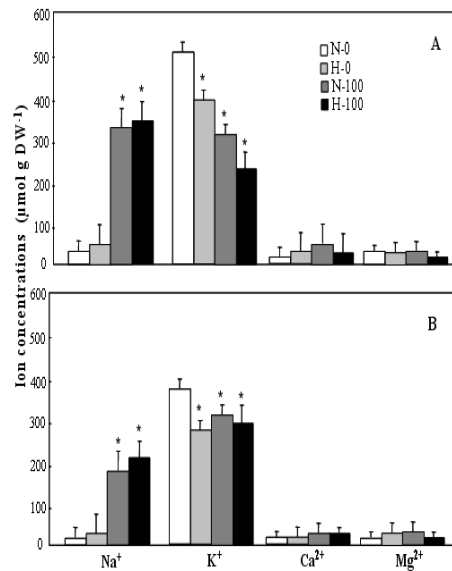 A
N-0
H-0
N-100
H-100
500
400
300
200
100
0
* *
* * *
Ion concentrations (µmol g DW⁻¹)
B
600
500
400
300
200
100
0
* *
* * *
Na⁺ K⁺ Ca²⁺ Mg²⁺